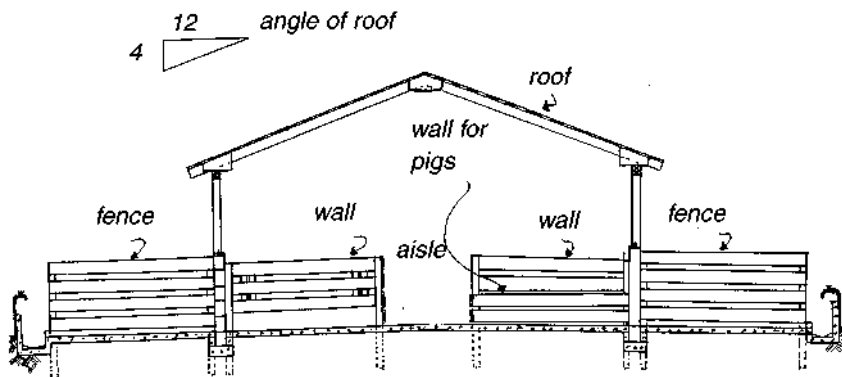 12 angle of roof
4
roof
wall for
pigs
fence
wall
wall
fence
aisle